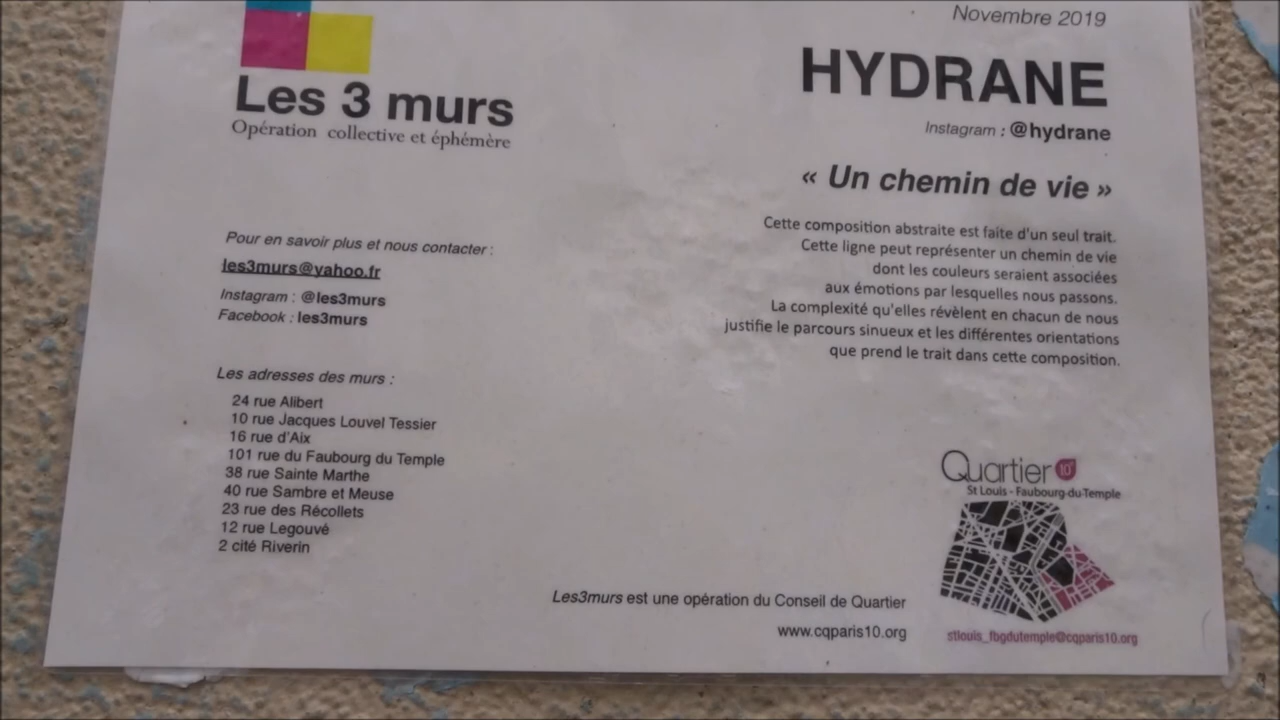 Les 3 murs
Opération collective et éphémère
Pour en savoir plus et nous contacter :
les3murs@yahoo.fr
Instagram : @les3murs
Facebook : les3murs
Les adresses des murs :
24 rue Alibert
10 rue Jacques Louvel Tessier
16 rue d'Aix
101 rue du Faubourg du Temple
38 rue Sainte Marthe
40 rue Sambre et Meuse
23 rue des Récollets
12 rue Legouvé
2 cité Riverin
Novembre 2019
HYDRANE
Instagram : @hydrane
« Un chemin de vie »
Cette composition abstraite est faite d'un seul trait.
Cette ligne peut représenter un chemin de vie
dont les couleurs seraient associées
aux émotions par lesquelles nous passons.
La complexité qu'elles révèlent en chacun de nous
justifie le parcours sinueux et les différentes orientations
que prend le trait dans cette composition.
Quartier 10e
St Louis - Faubourg-du-Temple
Les3murs est une opération du Conseil de Quartier
www.cqparis10.org
stlouis_fbgdutemple@cqparis10.org